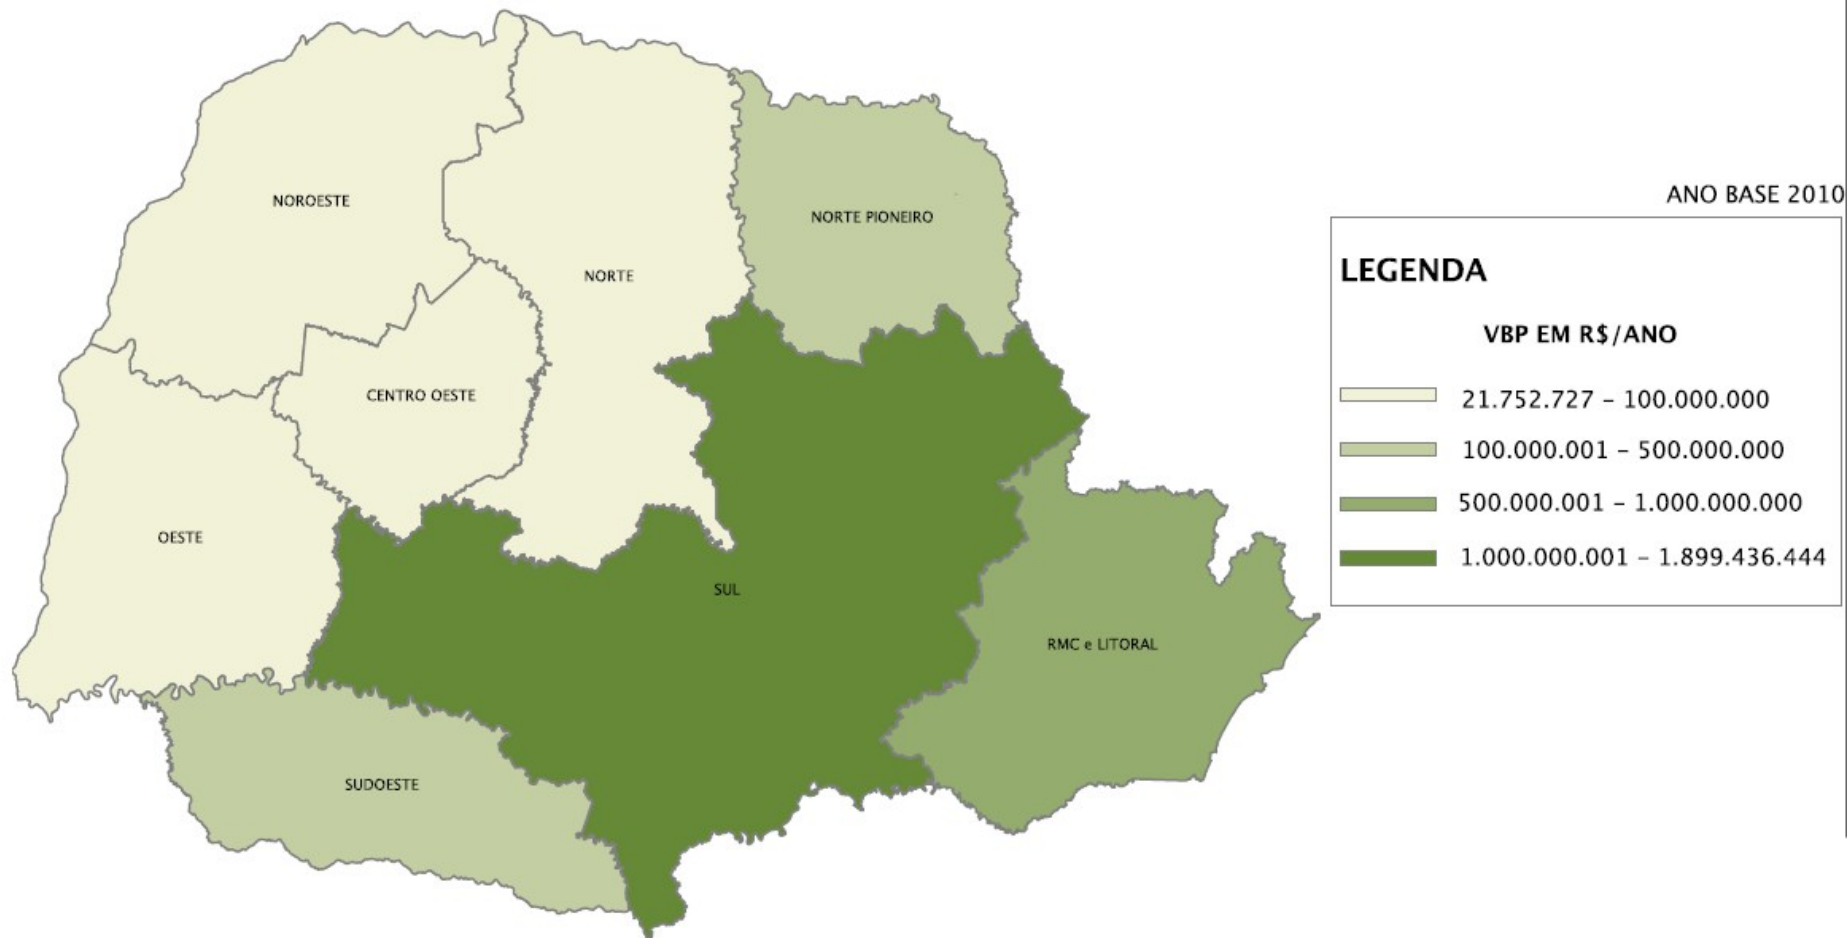 NOROESTE
NORTE PIONEIRO
NORTE
CENTRO OESTE
OESTE
SUL
RMC e LITORAL
SUDOESTE
ANO BASE 2010
LEGENDA
VBP EM R$/ANO
21.752.727 – 100.000.000
100.000.001 – 500.000.000
500.000.001 – 1.000.000.000
1.000.000.001 – 1.899.436.444